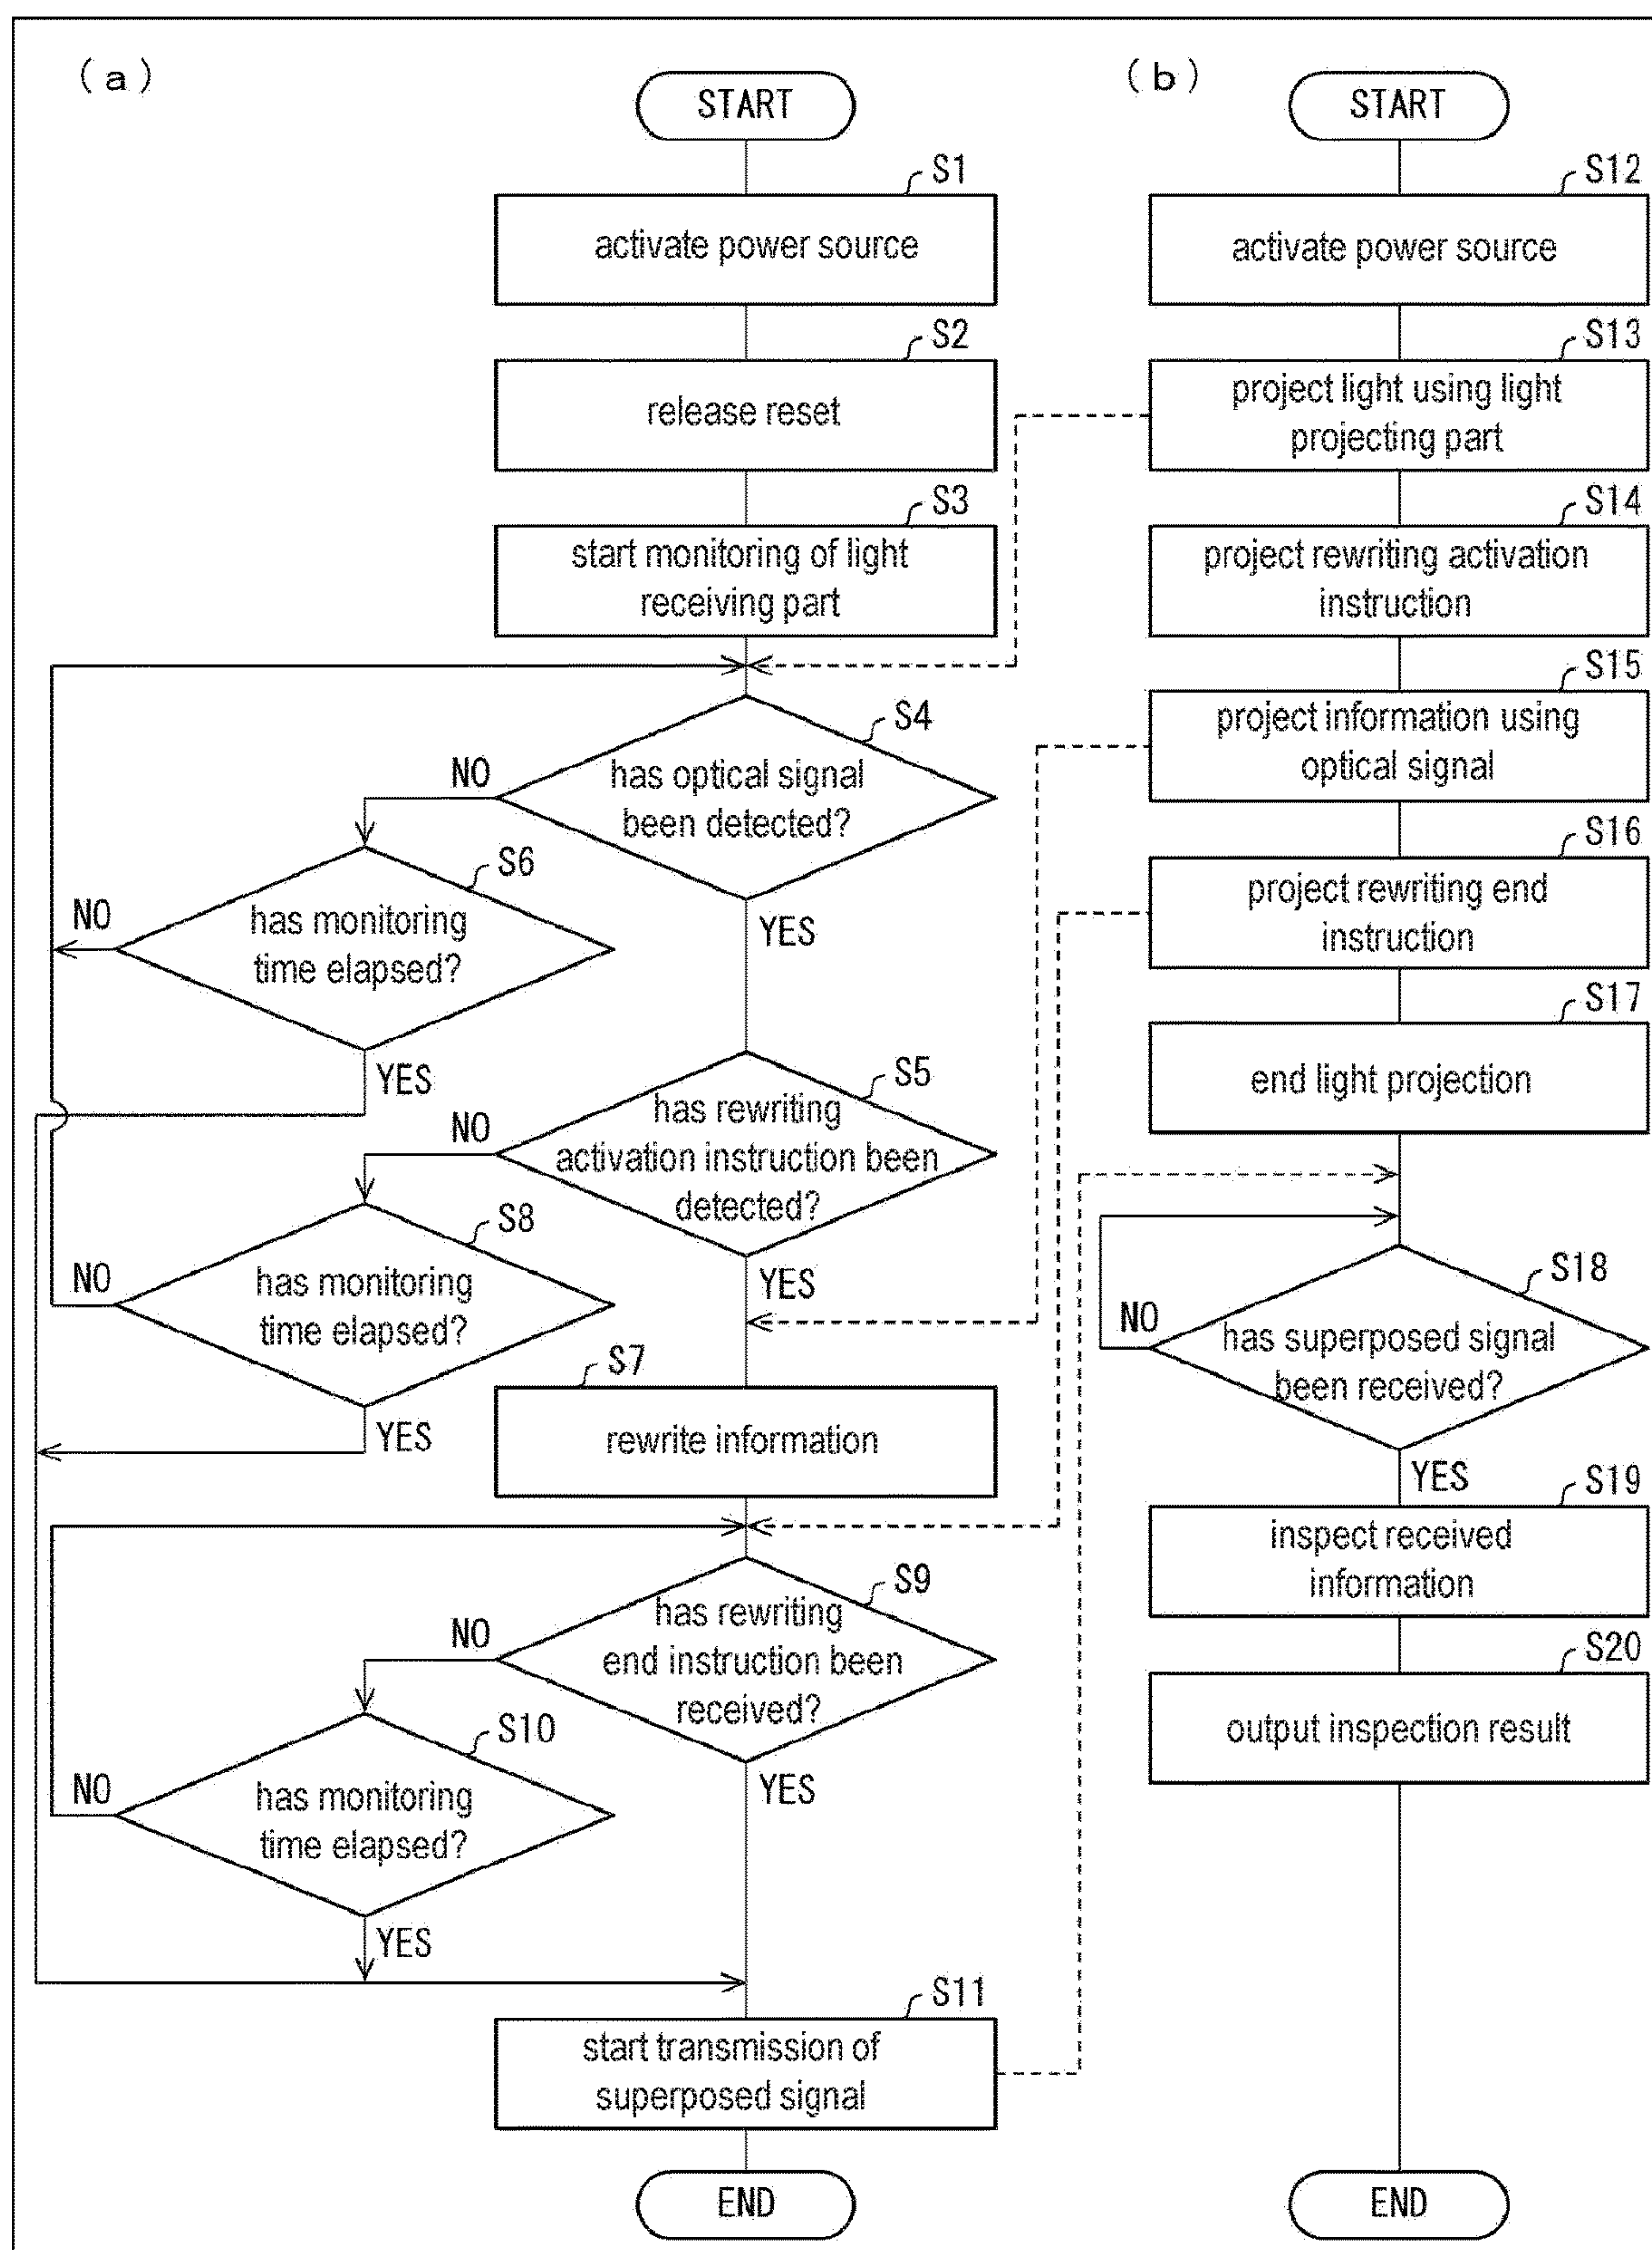 (a)
START
S1
activate power source
S2
release reset
S3
start monitoring of light
receiving part
S4
has optical signal
been detected?
NO
YES
S6
has monitoring
time elapsed?
NO
YES
S5
has rewriting
activation instruction been
detected?
NO
YES
S8
has monitoring
time elapsed?
NO
YES
S7
rewrite information
S9
has rewriting
end instruction been
received?
NO
YES
S10
has monitoring
time elapsed?
NO
YES
S11
start transmission of
superposed signal
END
(b)
START
S12
activate power source
S13
project light using light
projecting part
S14
project rewriting activation
instruction
S15
project information using
optical signal
S16
project rewriting end
instruction
S17
end light projection
S18
has superposed signal
been received?
NO
YES
S19
inspect received
information
S20
output inspection result
END